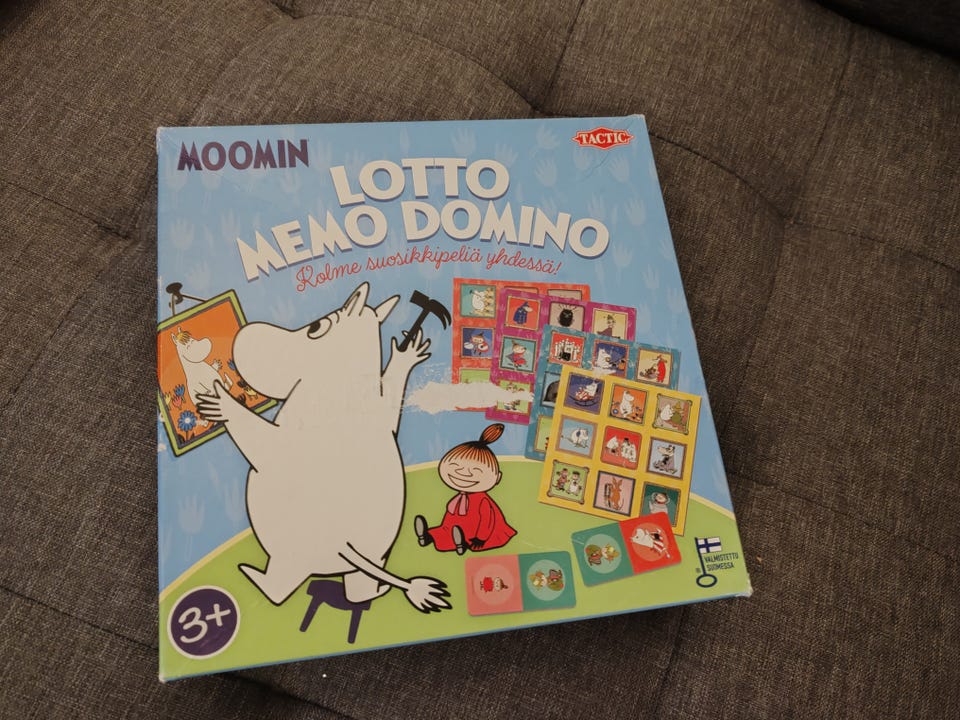 MOOMIN
TACTIC
LOTTO
MEMO DOMINO
Kolme suosikkipeliä yhdessä!
VALMISTETTU
SUOMESSA
3+